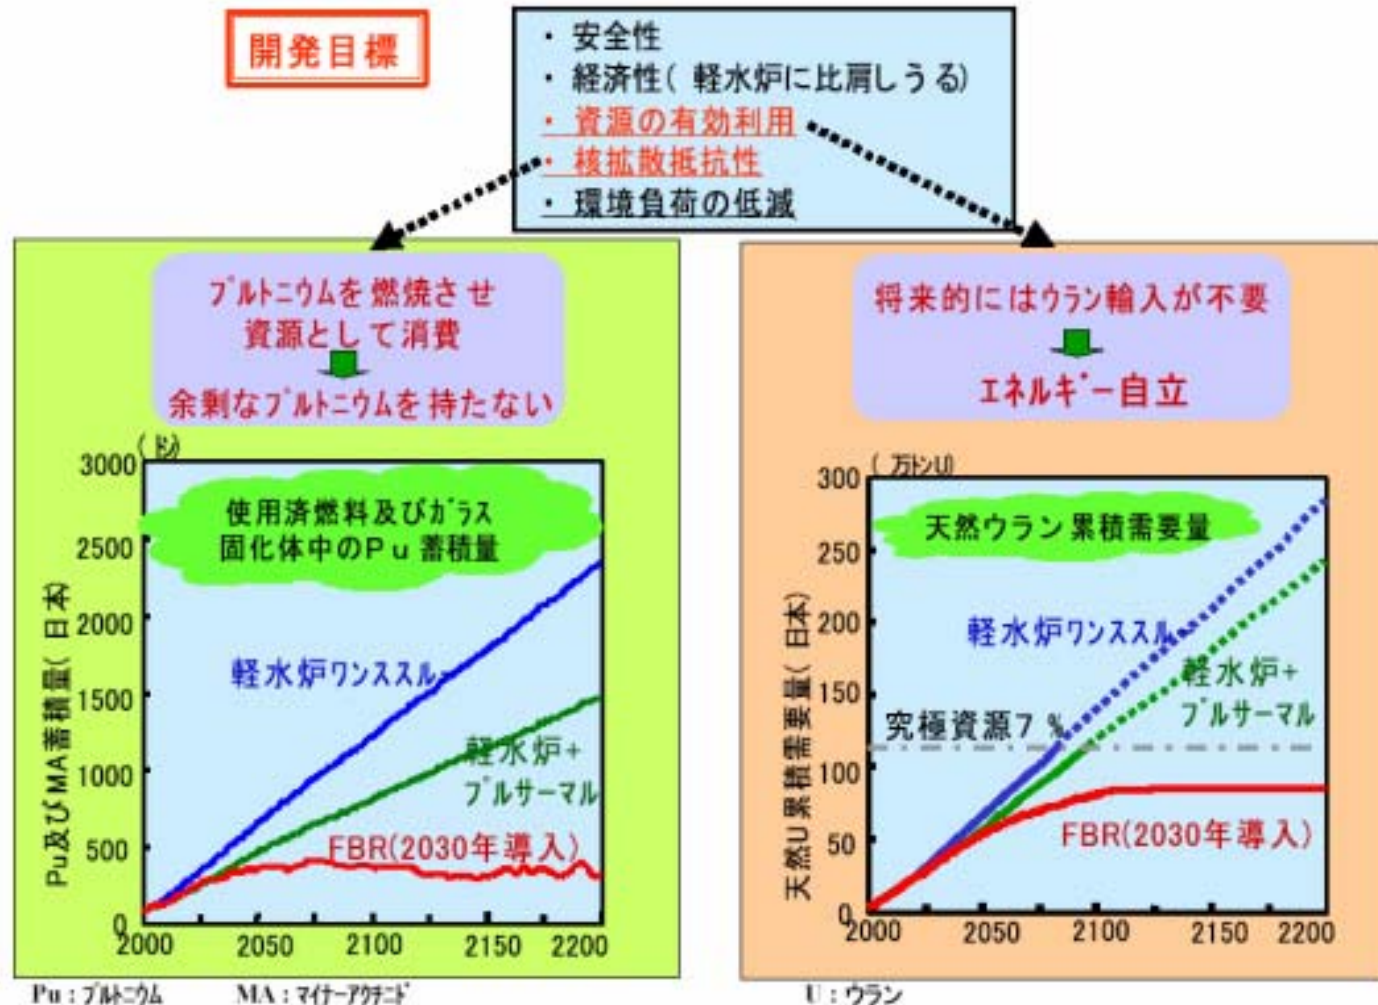 開発目標
・ 安全性
・ 経済性( 軽水炉に比肩しうる)
・ 資源の有効利用
・ 核拡散抵抗性
・ 環境負荷の低減
プルトニウムを燃焼させ
資源として消費
余剰なプルトニウムを持たない
(トン)
3000
2500
2000
1500
1000
500
0
Pu及びMA蓄積量( 日本)
使用済燃料及びガラス
固化体中のPu 蓄積量
軽水炉ワンススルー
軽水炉+
プルサーマル
FBR(2030年導入)
2000 2050 2100 2150 2200
Pu : プルトニウム MA : マイナーアクチニド
将来的にはウラン輸入が不要
エネルギー自立
( 万トンU)
300
250
200
150
100
50
0
天然U 累積需要量( 日本)
天然ウラン 累積需要量
軽水炉ワンススルー
軽水炉+
プルサーマル
究極資源7 %
FBR(2030年導入)
2000 2050 2100 2150 2200
U : ウラン